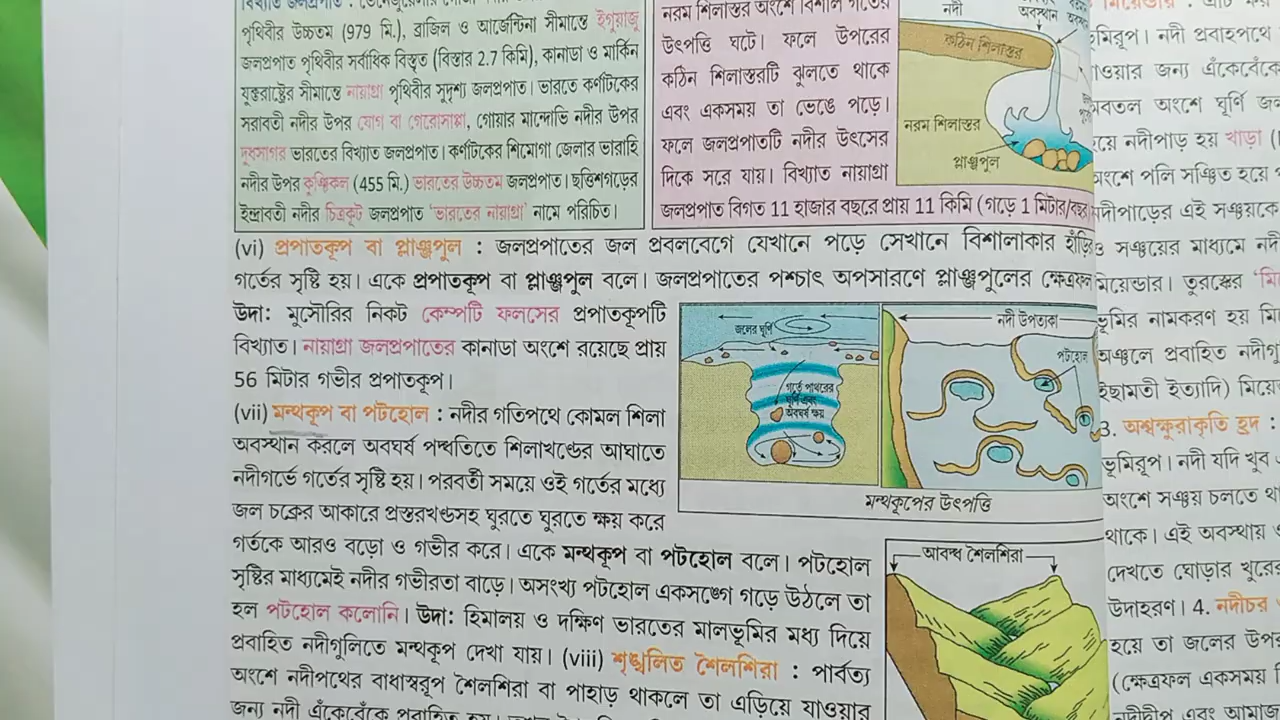 পৃথিবীর উচ্চতম (979 মি.), ব্রাজিল ও আর্জেন্টিনা সীমান্তে ইগুয়াজু
জলপ্রপাত পৃথিবীর সর্বাধিক বিস্তৃত (বিস্তার 2.7 কিমি), কানাডা ও মার্কিন
যুক্তরাষ্ট্রের সীমান্তে নায়াগ্রা পৃথিবীর সুদৃশ্য জলপ্রপাত। ভারতে কর্ণাটকের
সরাবতী নদীর উপর যোগ বা গেরোসাপ্পা, গোয়ার মান্দোভি নদীর উপর
দুধসাগর ভারতের বিখ্যাত জলপ্রপাত। কর্ণাটকের শিমোগা জেলার ভারাহি
নদীর উপর কুঞ্চিকল (455 মি.) ভারতের উচ্চতম জলপ্রপাত। ছত্তিশগড়ের
ইন্দ্রাবতী নদীর চিত্রকূট জলপ্রপাত 'ভারতের নায়াগ্রা' নামে পরিচিত।
নরম শিলাস্তর অংশে বিশাল গর্তের
উৎপত্তি ঘটে। ফলে উপরের
কঠিন শিলাস্তরটি ঝুলতে থাকে
এবং একসময় তা ভেঙে পড়ে।
ফলে জলপ্রপাতটি নদীর উৎসের
দিকে সরে যায়। বিখ্যাত নায়াগ্রা
জলপ্রপাত বিগত 11 হাজার বছরে প্রায় 11 কিমি (গড়ে 1 মিটার/বছর
নদী
কঠিন শিলাস্তর
নরম শিলাস্তর
প্লাঞ্জপুল
(vi) প্রপাতকূপ বা প্লাঞ্জপুল : জলপ্রপাতের জল প্রবলবেগে যেখানে পড়ে সেখানে বিশালাকার
গর্তের সৃষ্টি হয়। একে প্রপাতকূপ বা প্লাঞ্জপুল বলে। জলপ্রপাতের পশ্চাৎ অপসারণে প্লাঞ্জপুলের ক্ষেত্রফল
উদা: মুসৌরির নিকট কেম্পটি ফলসের প্রপাতকূপটি
বিখ্যাত। নায়াগ্রা জলপ্রপাতের কানাডা অংশে রয়েছে প্রায়
56 মিটার গভীর প্রপাতকূপ।
(vii) মন্থকূপ বা পটহোল : নদীর গতিপথে কোমল শিলা
অবস্থান করলে অবঘর্ষ পদ্ধতিতে শিলাখণ্ডের আঘাতে
নদীগর্ভে গর্তের সৃষ্টি হয়। পরবর্তী সময়ে ওই গর্তের মধ্যে
জল চক্রের আকারে প্রস্তরখণ্ডসহ ঘুরতে ঘুরতে ক্ষয় করে
গর্তকে আরও বড়ো ও গভীর করে। একে মন্থকূপ বা পটহোল বলে। পটহোল
সৃষ্টির মাধ্যমেই নদীর গভীরতা বাড়ে। অসংখ্য পটহোল একসঙ্গে গড়ে উঠলে তা
হল পটহোল কলোনি। উদা: হিমালয় ও দক্ষিণ ভারতের মালভূমির মধ্য দিয়ে
প্রবাহিত নদীগুলিতে মন্থকূপ দেখা যায়। (viii) শৃঙ্খলিত শৈলশিরা : পার্বত্য
অংশে নদীপথের বাধাস্বরূপ শৈলশিরা বা পাহাড় থাকলে তা এড়িয়ে যাওয়ার
জন্য নদী এঁকেবেঁকে প্রবাহিত হয়।
জলের ঘূর্ণি
গর্তে পাথরের
ঘূর্ণি এবং
অবঘর্ষ ক্ষয়
নদী উপত্যকা
পটহোল
মন্থকূপের উৎপত্তি
আবদ্ধ শৈলশিরা
ভূমিরূপ। নদী প্রবাহপথে
যাওয়ার জন্য এঁকেবেঁকে
অবতল অংশে ঘূর্ণি জলে
নদীপাড় হয় খাড়া
অংশে পলি সঞ্চিত হয়ে
নদীপাড়ের এই সঞ্চয়কে
সঞ্চয়ের মাধ্যমে নদী
মিয়েন্ডার। তুরস্কের
ভূমির নামকরণ হয়
অঞ্চলে প্রবাহিত
ইছামতী ইত্যাদি)
3. অশ্বক্ষুরাকৃতি হ্রদ :
ভূমিরূপ। নদী যদি খুব
অংশে সঞ্চয় চলতে
থাকে। এই অবস্থায়
দেখতে ঘোড়ার খুরের
উদাহরণ। 4. নদীচর
হয়ে তা জলের উপর
(ক্ষেত্রফল একসময়
নদীদ্বীপ এবং